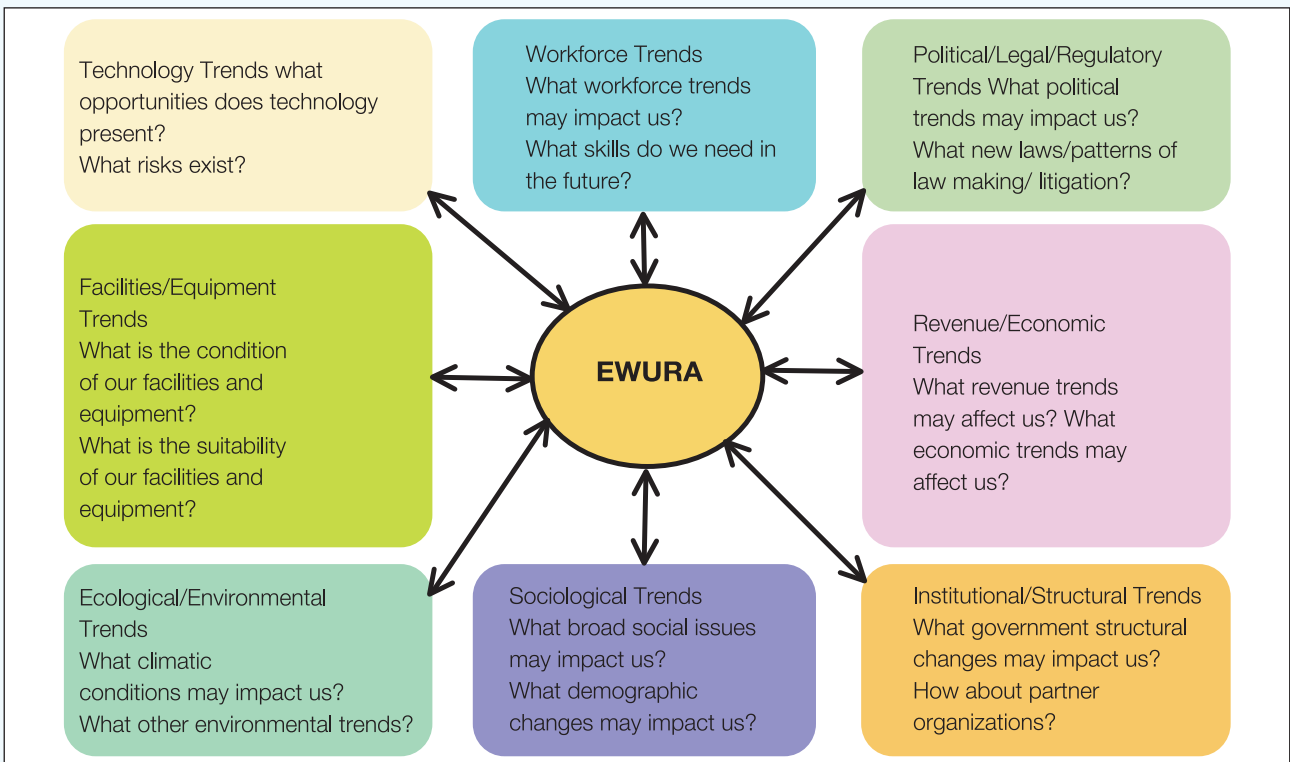 Technology Trends what
opportunities does technology
present?
What risks exist?
Workforce Trends
What workforce trends
may impact us?
What skills do we need in
the future?
Political/Legal/Regulatory
Trends What political
trends may impact us?
What new laws/patterns of
law making/ litigation?
Facilities/Equipment
Trends
What is the condition
of our facilities and
equipment?
What is the suitability
of our facilities and
equipment?
EWURA
Revenue/Economic
Trends
What revenue trends
may affect us? What
economic trends may
affect us?
Ecological/Environmental
Trends
What climatic
conditions may impact us?
What other environmental trends?
Sociological Trends
What broad social issues
may impact us?
What demographic
changes may impact us?
Institutional/Structural Trends
What government structural
changes may impact us?
How about partner
organizations?